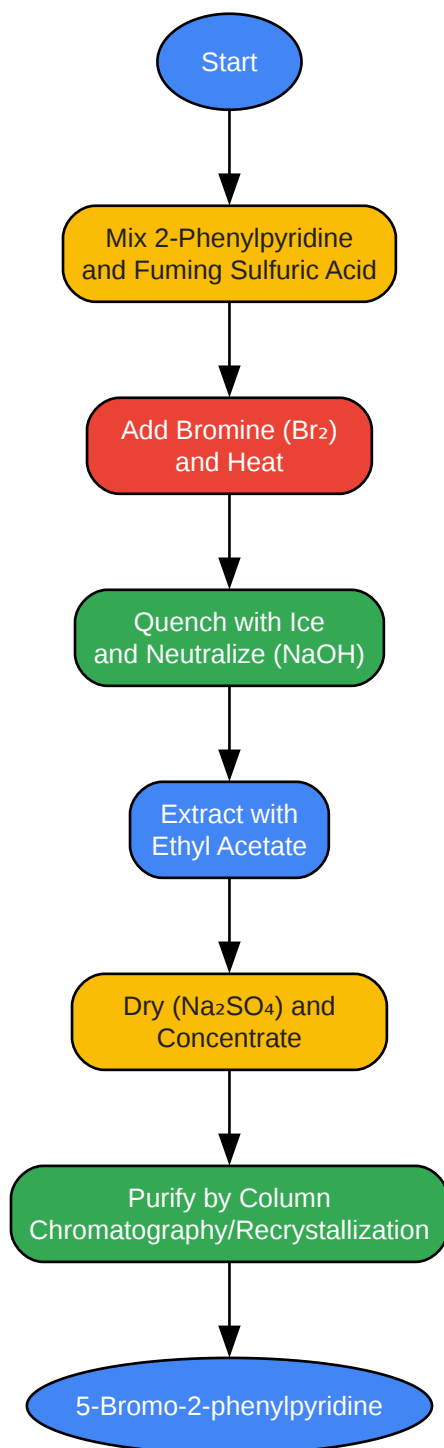 Start
Mix 2-Phenylpyridine
and Fuming Sulfuric Acid
Add Bromine (Br₂)
and Heat
Quench with Ice
and Neutralize (NaOH)
Extract with
Ethyl Acetate
Dry (Na₂SO₄) and
Concentrate
Purify by Column
Chromatography/Recrystallization
5-Bromo-2-phenylpyridine